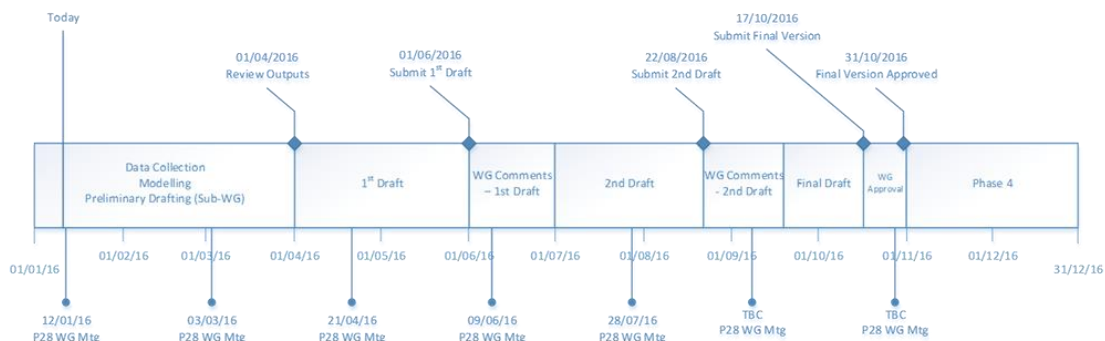 Today
17/10/2016
Submit Final Version
01/04/2016
Review Outputs
01/06/2016
Submit 1st Draft
22/08/2016
Submit 2nd Draft
31/10/2016
Final Version Approved
Data Collection
Modelling
Preliminary Drafting (Sub-WG)
1st Draft
WG Comments
– 1st Draft
2nd Draft
WG Comments
- 2nd Draft
Final Draft
WG
Approval
Phase 4
01/01/16
01/02/16
01/03/16
01/04/16
01/05/16
01/06/16
01/07/16
01/08/16
01/09/16
01/10/16
01/11/16
01/12/16
31/12/16
12/01/16
P28 WG Mtg
03/03/16
P28 WG Mtg
21/04/16
P28 WG Mtg
09/06/16
P28 WG Mtg
28/07/16
P28 WG Mtg
TBC
P28 WG Mtg
TBC
P28 WG Mtg